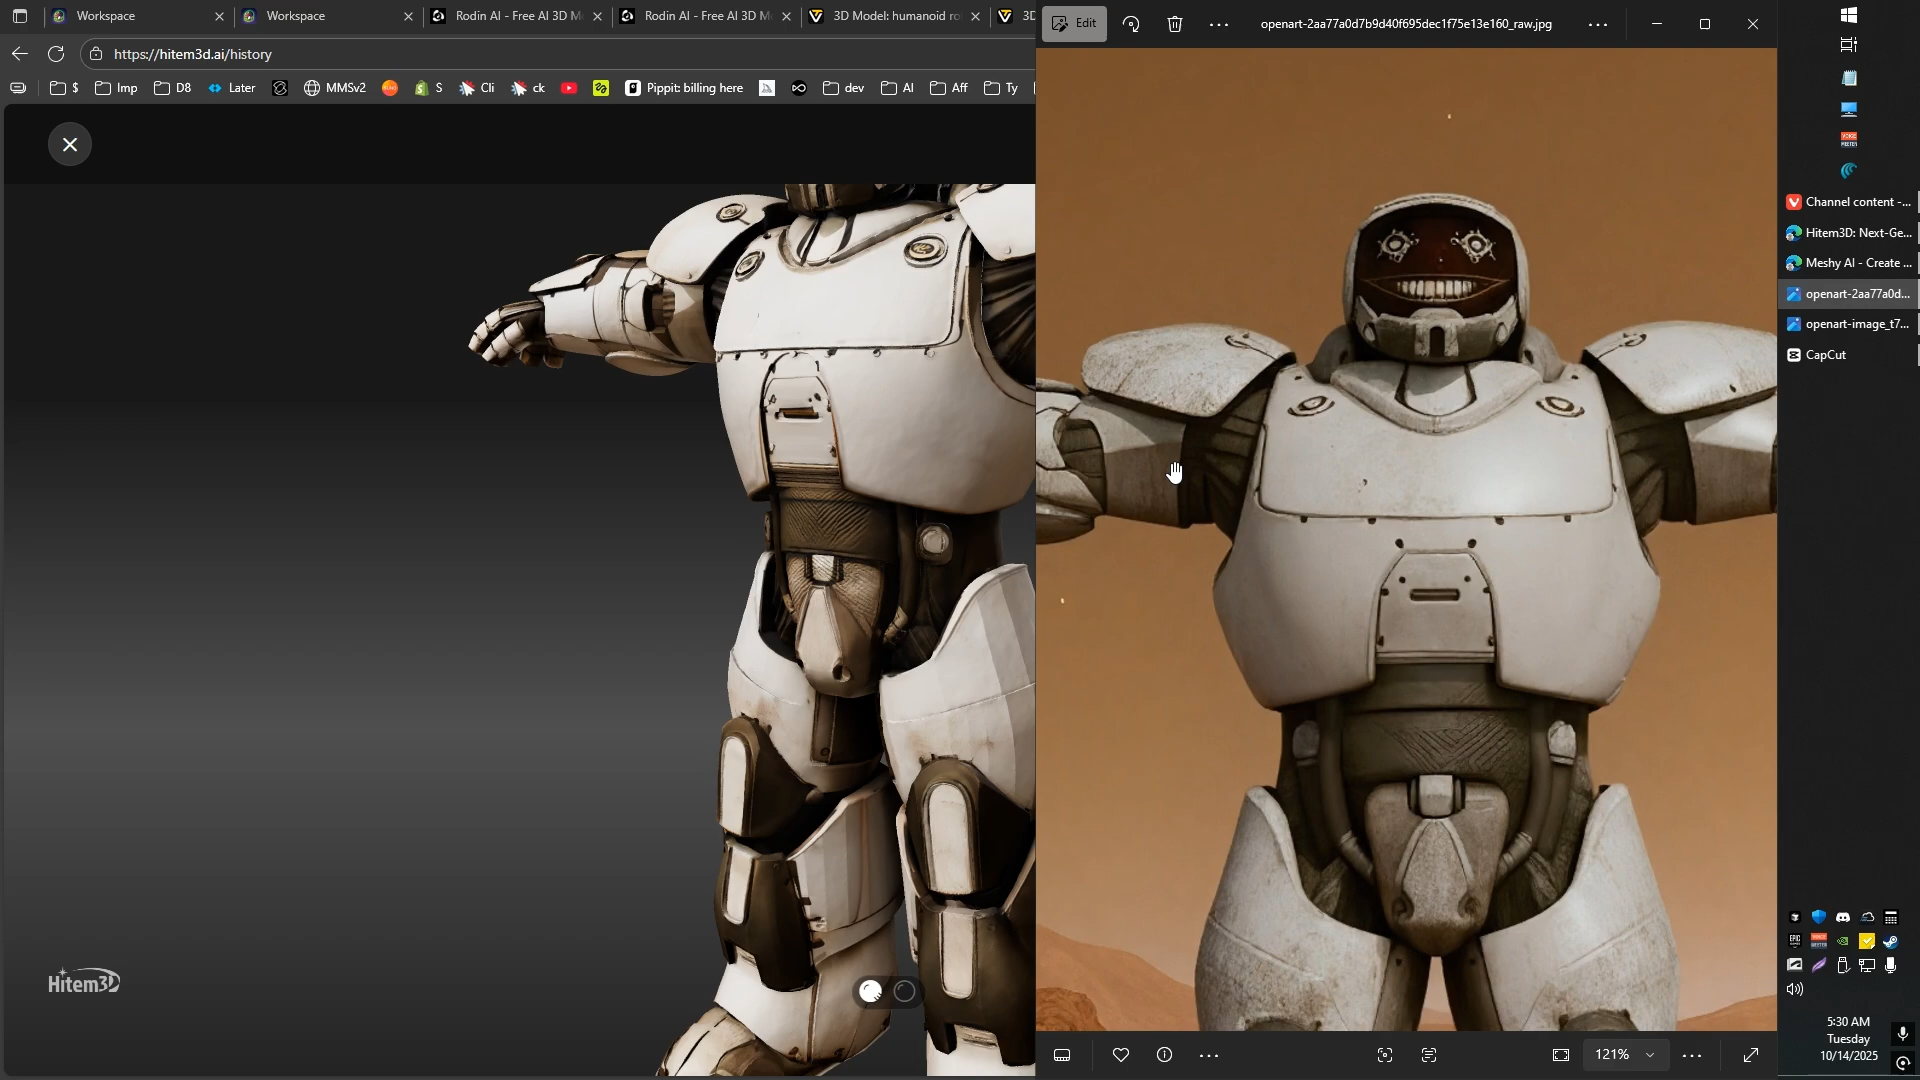 Workspace
Workspace
Rodin AI - Free AI 3D M
Rodin AI - Free AI 3D M
3D Model: humanoid ro
3D
Edit
openart-2aa77a0d7b9d40f695dec1f75e13e160_raw.jpg
https://hitem3d.ai/history
$
Imp
D8
Later
MMSv2
S
Cli
ck
Pippit: billing here
dev
AI
Aff
Ty
Channel content -...
Hitem3D: Next-Ge...
Meshy AI - Create ...
openart-2aa77a0d...
openart-image_t7...
CapCut
Hitem3D
121%
5:30 AM
Tuesday
10/14/2025